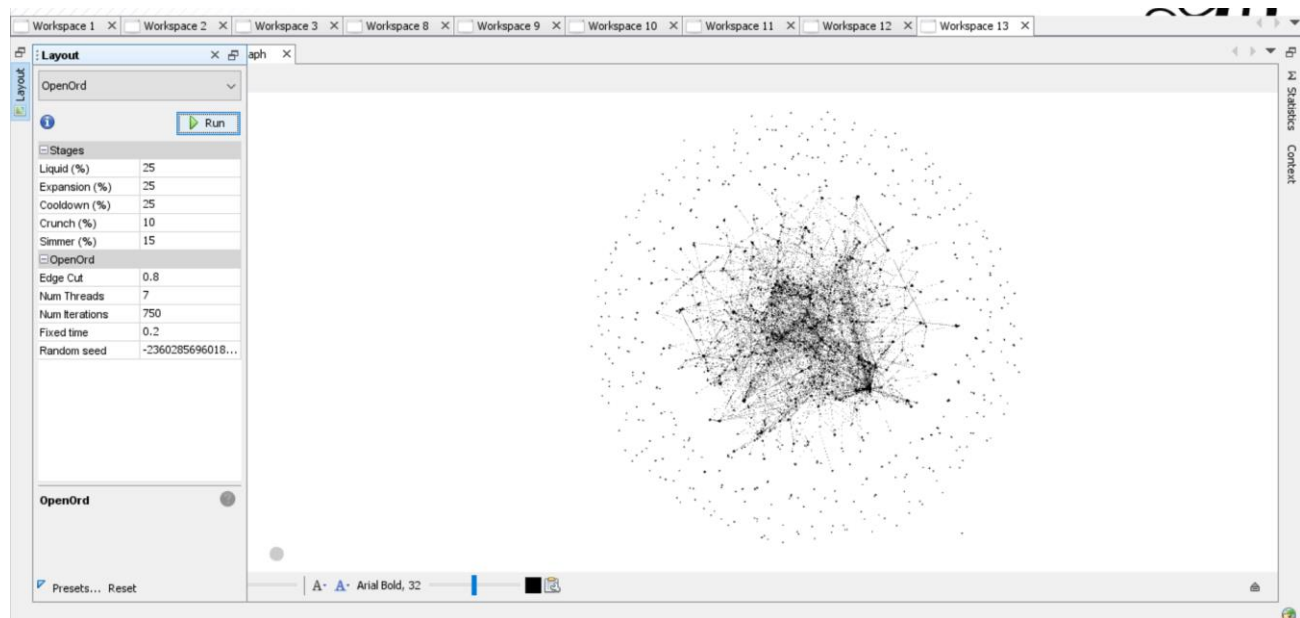 Workspace 1 X Workspace 2 X Workspace 3 X Workspace 8 X Workspace 9 X Workspace 10 X Workspace 11 X Workspace 12 X Workspace 13 X
Layout
aph X
OpenOrd
Run
Stages
Liquid (%) 25
Expansion (%) 25
Cooldown (%) 25
Crunch (%) 10
Simmer (%) 15
OpenOrd
Edge Cut 0.8
Num Threads 7
Num Iterations 750
Fixed time 0.2
Random seed -2360285696018...
OpenOrd
Presets... Reset
A- A- Arial Bold, 32
Layout
Statistics
Context